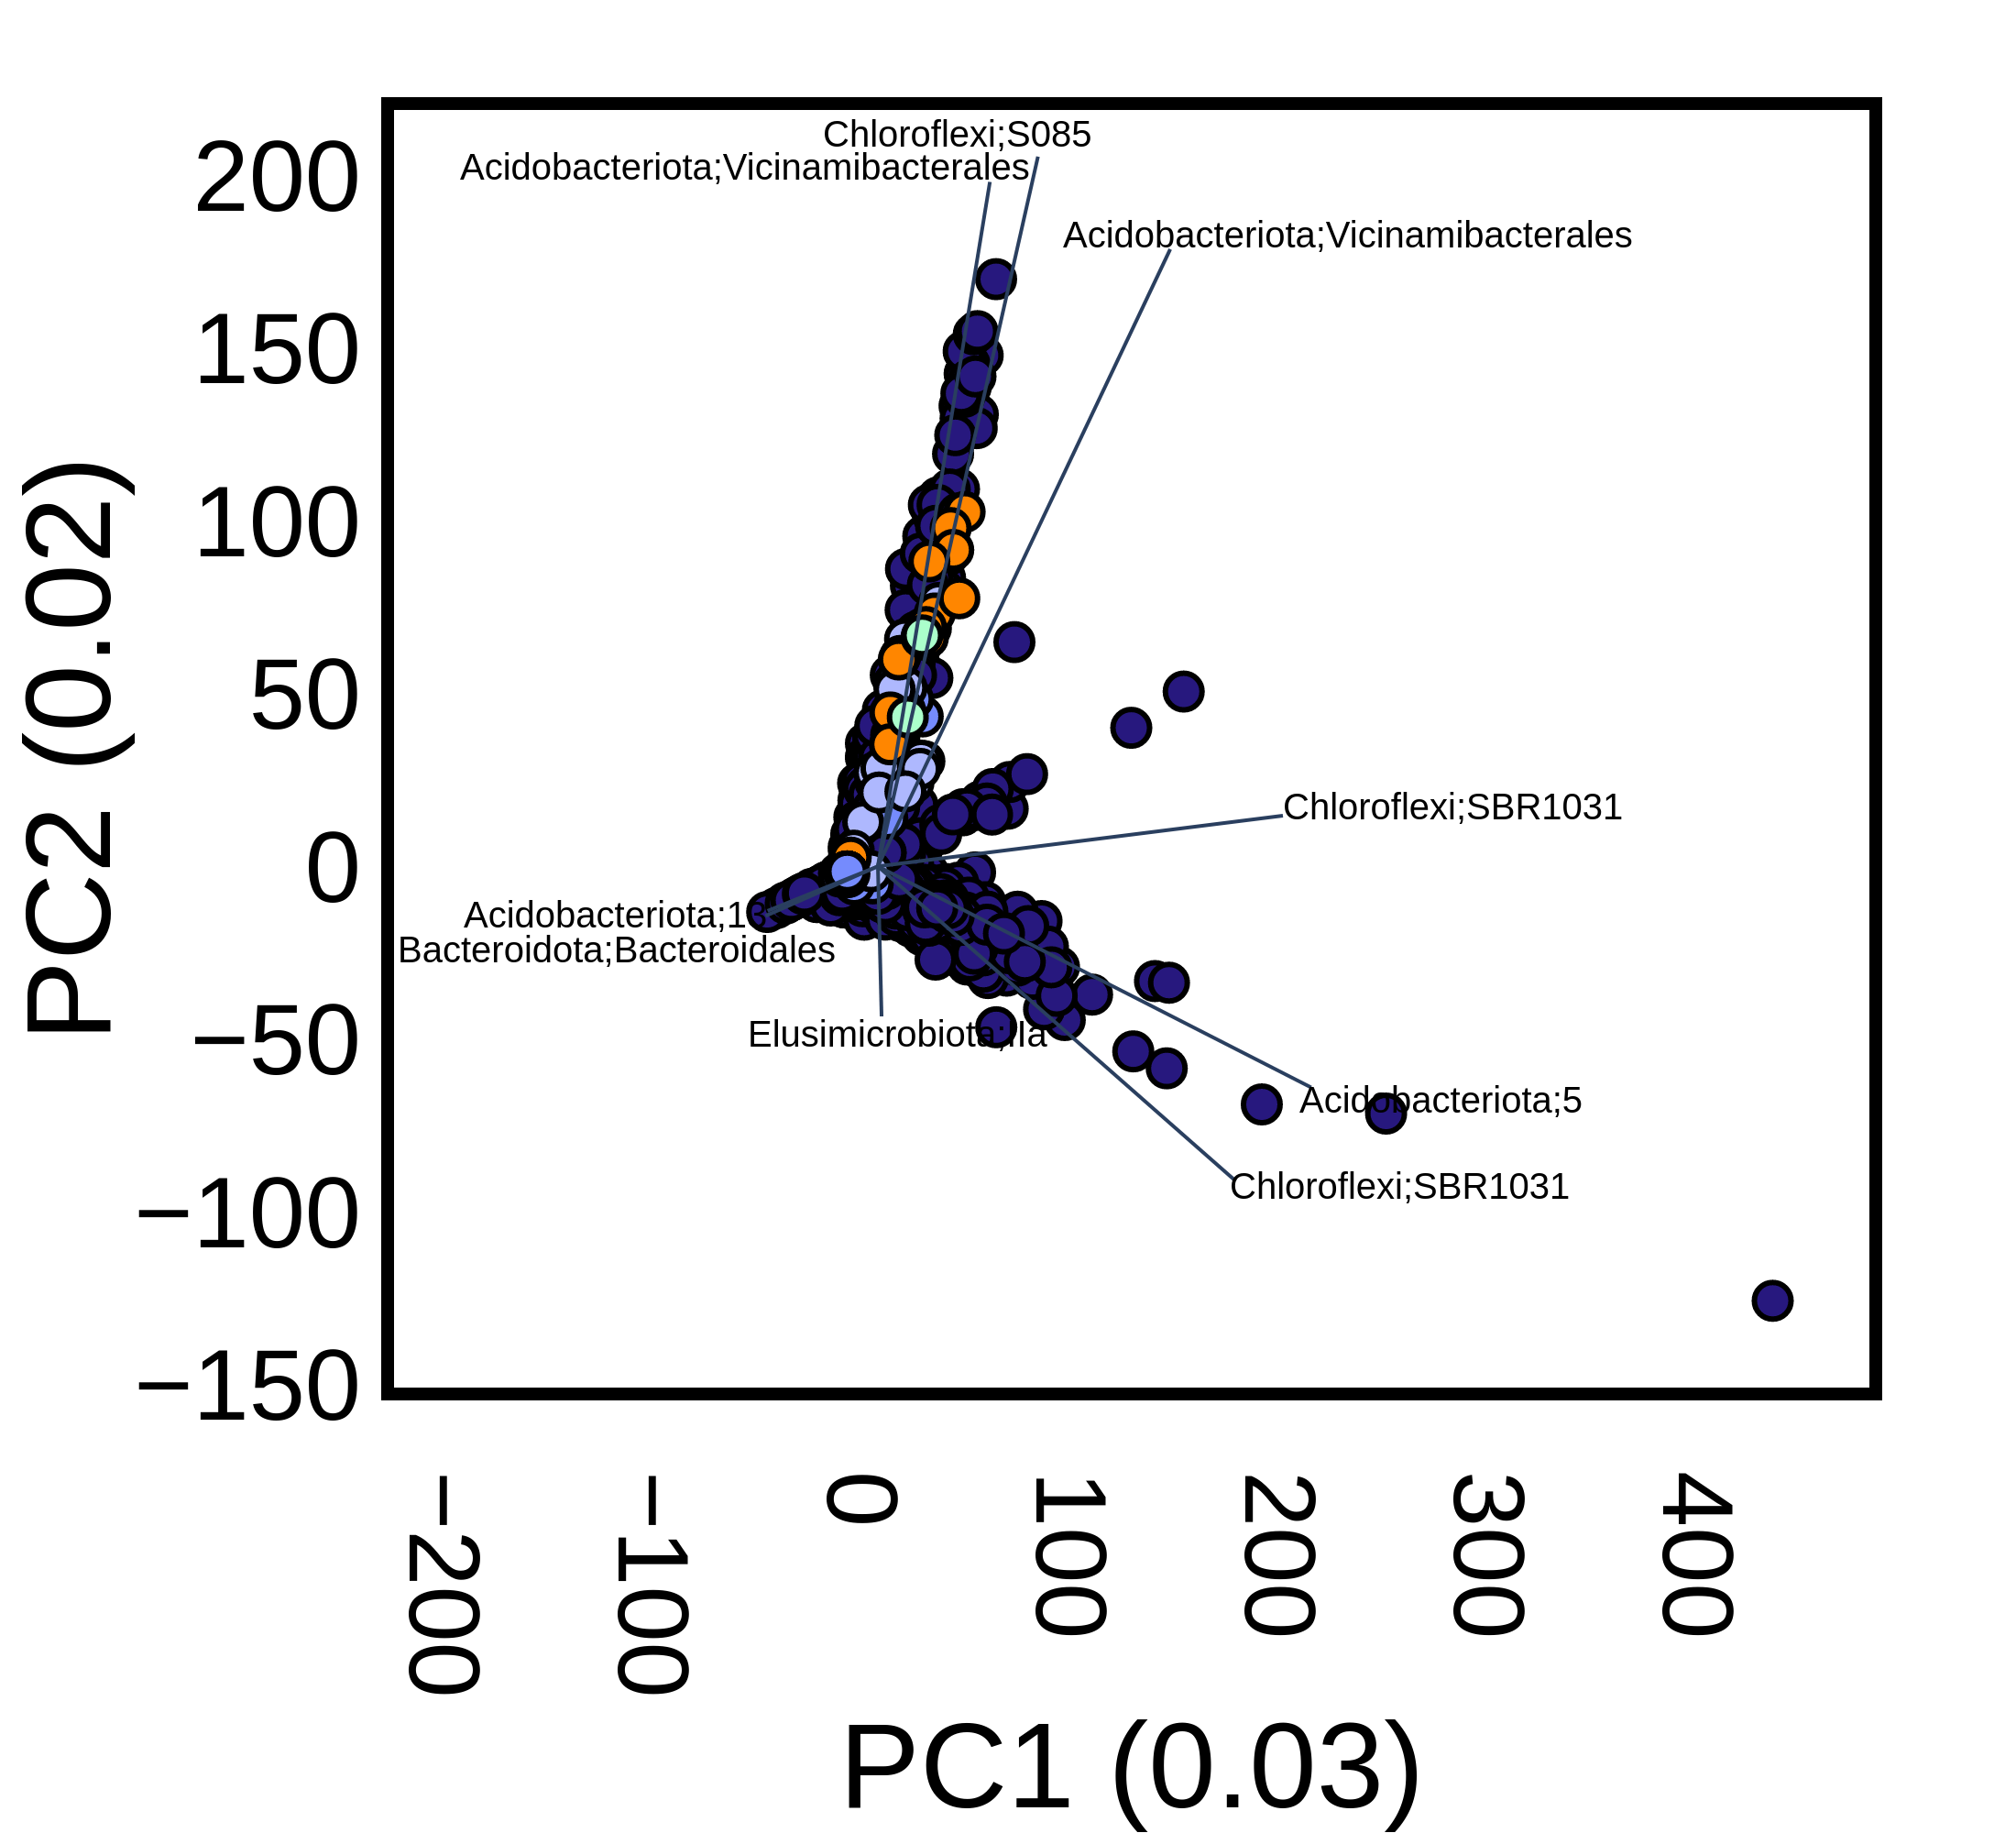 Chloroflexi;S085
Acidobacteriota;Vicinamibacterales
Acidobacteriota;Vicinamibacterales
Chloroflexi;SBR1031
Acidobacteriota;13
Bacteroidota;Bacteroidales
Elusimicrobiota;IIa
Acidobacteriota;5
Chloroflexi;SBR1031
200
150
100
50
0
−50
−100
−150
PC2 (0.02)
−200
−100
0
100
200
300
400
PC1 (0.03)